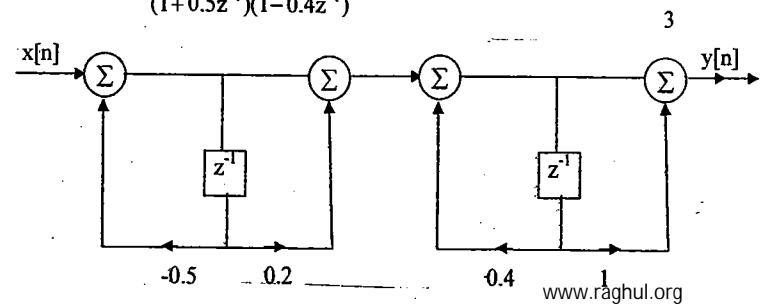 (1+0.5z⁻¹)(1-0.4z⁻¹)
3
x[n]
Σ Σ Σ Σ
y[n]
z⁻¹ z⁻¹
-0.5 0.2 0.4 1
www.raghul.org